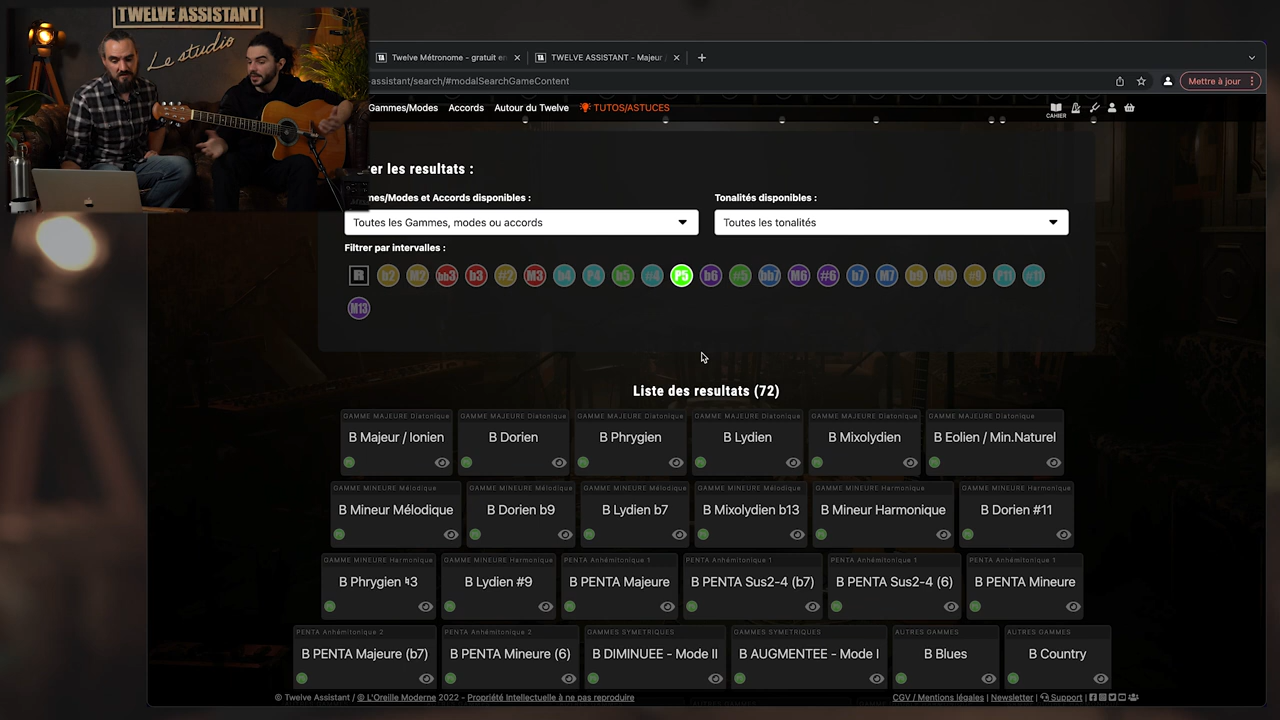 TWELVE ASSISTANT
Le studio
Twelve Métronome - gratuit e
TWELVE ASSISTANT - Majeur
-assistant/search/#modalSearchGameContent
Mettre à jour
Gammes/Modes Accords Autour du Twelve TUTOS/ASTUCES
CAHIER
er les resultats :
mes/Modes et Accords disponibles :
Tonalités disponibles :
Toutes les Gammes, modes ou accords
Toutes les tonalités
Filtrer par intervalles :
R b2 M2 bb3 b3 #2 M3 b4 P4 b5 #4 P5 b6 #5 bb7 M6 #6 b7 M7 b9 M9 #9 P11 #11
M13
Liste des resultats (72)
GAMME MAJEURE Diatonique GAMME MAJEURE Diatonique GAMME MAJEURE Diatonique GAMME MAJEURE Diatonique GAMME MAJEURE Diatonique GAMME MAJEURE Diatonique
B Majeur / Ionien B Dorien B Phrygien B Lydien B Mixolydien B Eolien / Min.Naturel
GAMME MINEURE Mélodique GAMME MINEURE Mélodique GAMME MINEURE Mélodique GAMME MINEURE Mélodique GAMME MINEURE Harmonique GAMME MINEURE Harmonique
B Mineur Mélodique B Dorien b9 B Lydien b7 B Mixolydien b13 B Mineur Harmonique B Dorien #11
GAMME MINEURE Harmonique GAMME MINEURE Harmonique PENTA Anhémitonique 1 PENTA Anhémitonique 1 PENTA Anhémitonique 1 PENTA Anhémitonique 1
B Phrygien ♮3 B Lydien #9 B PENTA Majeure B PENTA Sus2-4 (b7) B PENTA Sus2-4 (6) B PENTA Mineure
PENTA Anhémitonique 2 PENTA Anhémitonique 2 GAMMES SYMETRIQUES GAMMES SYMETRIQUES AUTRES GAMMES AUTRES GAMMES
B PENTA Majeure (b7) B PENTA Mineure (6) B DIMINUEE - Mode II B AUGMENTEE - Mode I B Blues B Country
© Twelve Assistant / © L'Oreille Moderne 2022 - Propriété Intellectuelle à ne pas reproduire
CGV / Mentions légales | Newsletter | Support |